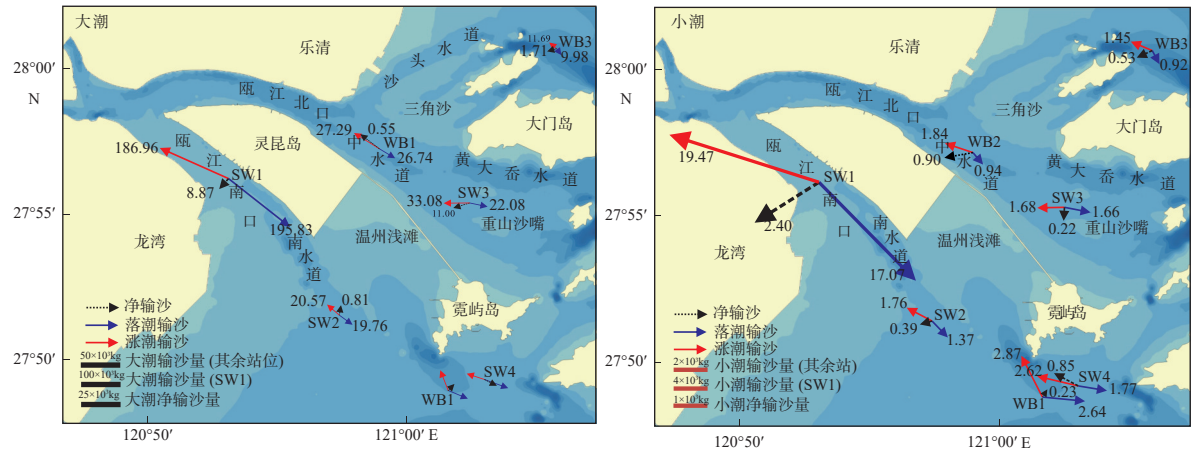 大潮
乐清
沙头水道
11.69
1.71
WB3
9.98
28°00′
N
三角沙
大门岛
瓯江北口
灵昆岛
27.29
0.55
中水道
WB1
26.74
黄大岙水道
186.96
瓯江南口
SW1
8.87
195.83
南水道
SW3
33.08
11.00
22.08
重山沙嘴
27°55′
龙湾
温州浅滩
净输沙
落潮输沙
涨潮输沙
50×10³kg 大潮输沙量 (其余站位)
100×10³kg 大潮输沙量 (SW1)
25×10³kg 大潮净输沙量
20.57
0.81
SW2
19.76
霓屿岛
27°50′
SW4
WB1
120°50′
121°00′ E
小潮
乐清
沙头水道
1.45
0.53
WB3
0.92
28°00′
N
三角沙
大门岛
瓯江北口
灵昆岛
1.84
中水道
WB2
0.90
0.94
黄大岙水道
19.47
瓯江南口
SW1
2.40
17.07
南水道
SW3
1.68
1.66
0.22
重山沙嘴
27°55′
龙湾
温州浅滩
净输沙
落潮输沙
涨潮输沙
2×10³kg 小潮输沙量 (其余站)
4×10³kg 小潮输沙量 (SW1)
1×10³kg 小潮净输沙量
1.76
SW2
0.39
1.37
霓屿岛
27°50′
2.87
0.85
2.62
SW4
0.23
1.77
WB1
2.64
120°50′
121°00′ E